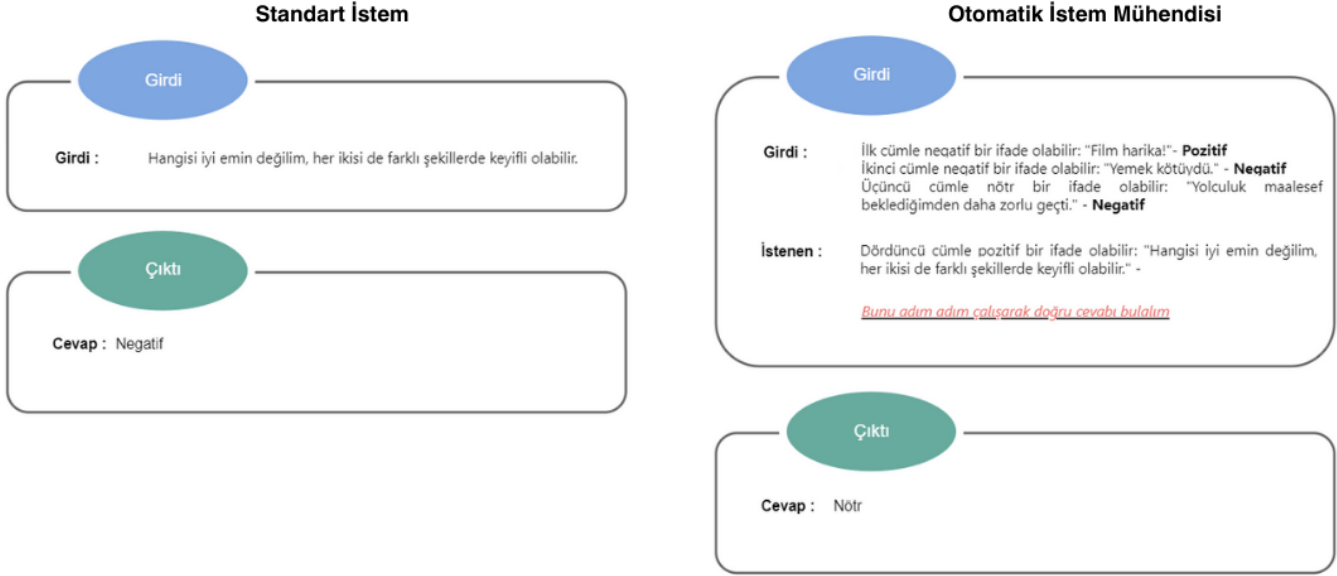 Standart İstem
Girdi
Girdi : Hangisi iyi emin değilim, her ikisi de farklı şekillerde keyifli olabilir.
Çıktı
Cevap : Negatif
Otomatik İstem Mühendisi
Girdi
Girdi : İlk cümle negatif bir ifade olabilir: "Film harika!"- Pozitif
İkinci cümle negatif bir ifade olabilir: "Yemek kötüydü." - Negatif
Üçüncü cümle nötr bir ifade olabilir: "Yolculuk maalesef
beklediğimden daha zorlu geçti." - Negatif
İstenen : Dördüncü cümle pozitif bir ifade olabilir: "Hangisi iyi emin değilim,
her ikisi de farklı şekillerde keyifli olabilir." -
Bunu adım adım çalışarak doğru cevabı bulalım
Çıktı
Cevap : Nötr